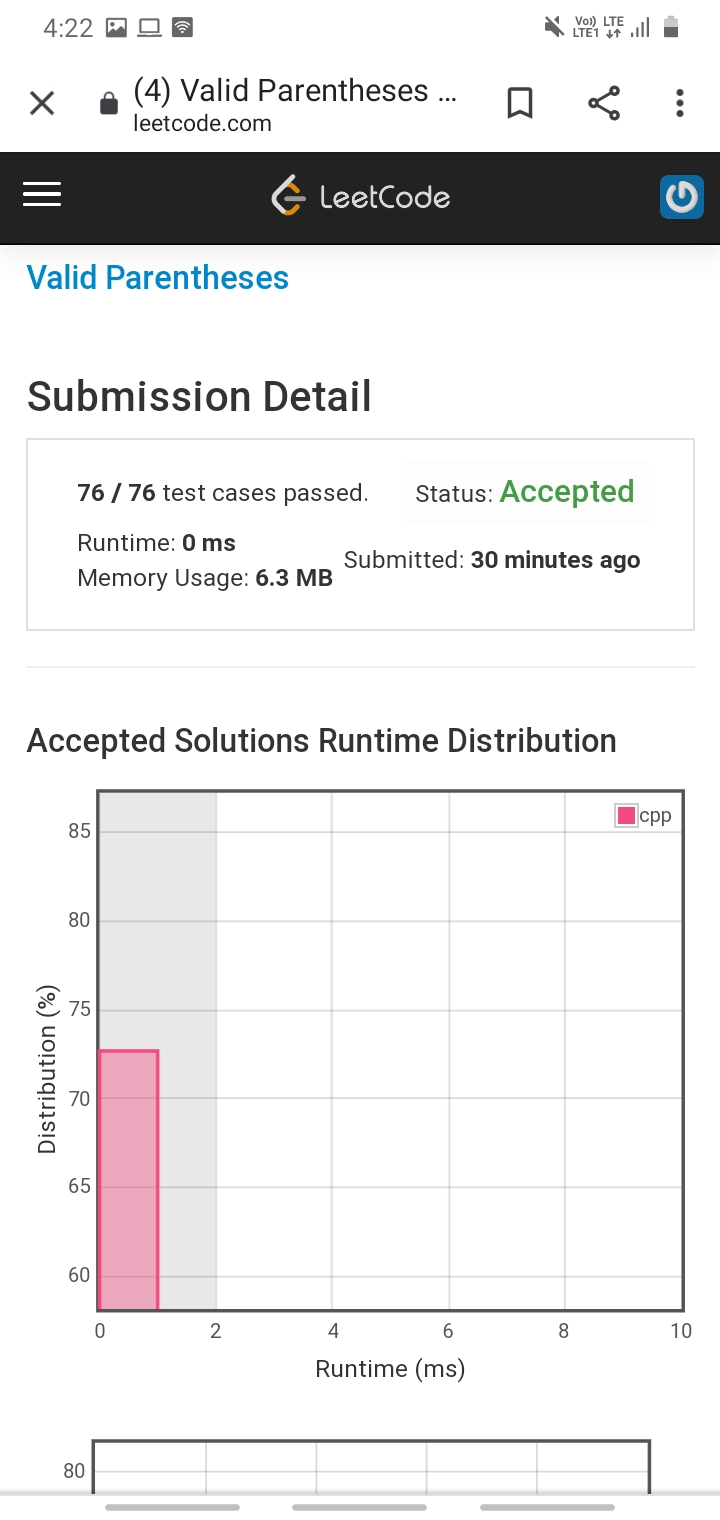 4:22
Vo)) LTE
LTE1
(4) Valid Parentheses ...
leetcode.com
LeetCode
Valid Parentheses
Submission Detail
76 / 76 test cases passed.
Status: Accepted
Runtime: 0 ms
Submitted: 30 minutes ago
Memory Usage: 6.3 MB
Accepted Solutions Runtime Distribution
cpp
85
80
75
70
65
60
Distribution (%)
0 2 4 6 8 10
Runtime (ms)
80